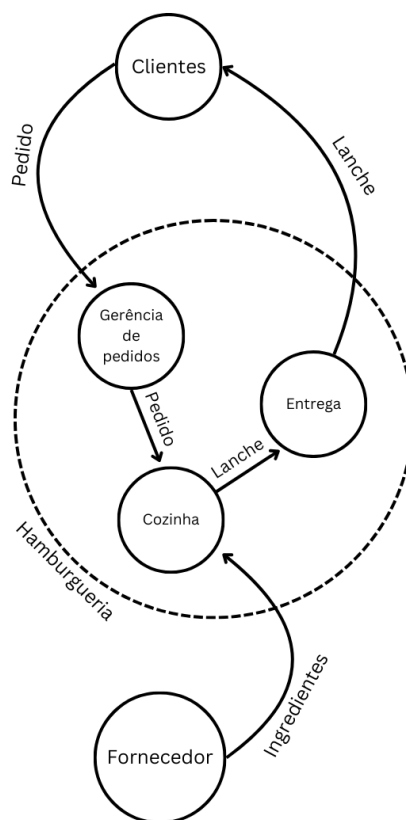 Clientes
Pedido
Lanche
Gerência
de
pedidos
Pedido
Entrega
Lanche
Cozinha
Hamburgueria
Ingredientes
Fornecedor